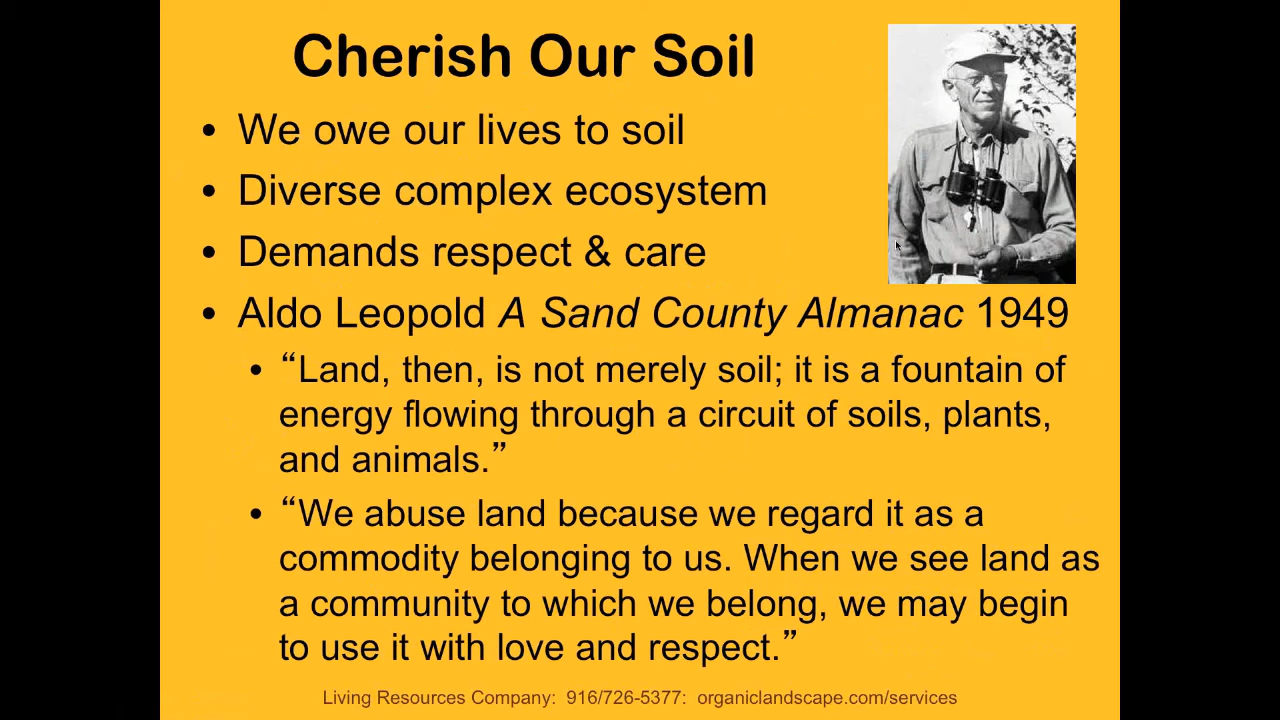 Cherish Our Soil
• We owe our lives to soil
• Diverse complex ecosystem
• Demands respect & care
• Aldo Leopold A Sand County Almanac 1949
• “Land, then, is not merely soil; it is a fountain of
energy flowing through a circuit of soils, plants,
and animals.”
• “We abuse land because we regard it as a
commodity belonging to us. When we see land as
a community to which we belong, we may begin
to use it with love and respect.”
Living Resources Company: 916/726-5377: organiclandscape.com/services